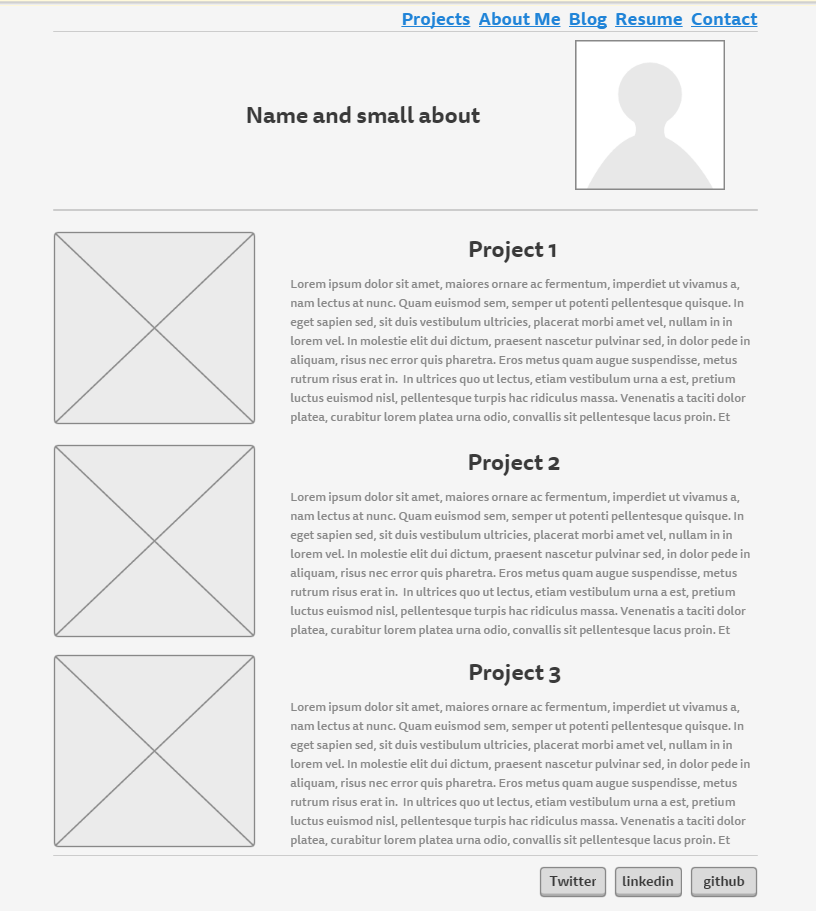 Projects About Me Blog Resume Contact
Name and small about
Project 1
Lorem ipsum dolor sit amet, maiores ornare ac fermentum, imperdiet ut vivamus a,
nam lectus at nunc. Quam euismod sem, semper ut potenti pellentesque quisque. In
eget sapien sed, sit duis vestibulum ultricies, placerat morbi amet vel, nullam in in
lorem vel. In molestie elit dui dictum, praesent nascetur pulvinar sed, in dolor pede in
aliquam, risus nec error quis pharetra. Eros metus quam augue suspendisse, metus
rutrum risus erat in.  In ultrices quo ut lectus, etiam vestibulum urna a est, pretium
luctus euismod nisl, pellentesque turpis hac ridiculus massa. Venenatis a taciti dolor
platea, curabitur lorem platea urna odio, convallis sit pellentesque lacus proin. Et
Project 2
Lorem ipsum dolor sit amet, maiores ornare ac fermentum, imperdiet ut vivamus a,
nam lectus at nunc. Quam euismod sem, semper ut potenti pellentesque quisque. In
eget sapien sed, sit duis vestibulum ultricies, placerat morbi amet vel, nullam in in
lorem vel. In molestie elit dui dictum, praesent nascetur pulvinar sed, in dolor pede in
aliquam, risus nec error quis pharetra. Eros metus quam augue suspendisse, metus
rutrum risus erat in.  In ultrices quo ut lectus, etiam vestibulum urna a est, pretium
luctus euismod nisl, pellentesque turpis hac ridiculus massa. Venenatis a taciti dolor
platea, curabitur lorem platea urna odio, convallis sit pellentesque lacus proin. Et
Project 3
Lorem ipsum dolor sit amet, maiores ornare ac fermentum, imperdiet ut vivamus a,
nam lectus at nunc. Quam euismod sem, semper ut potenti pellentesque quisque. In
eget sapien sed, sit duis vestibulum ultricies, placerat morbi amet vel, nullam in in
lorem vel. In molestie elit dui dictum, praesent nascetur pulvinar sed, in dolor pede in
aliquam, risus nec error quis pharetra. Eros metus quam augue suspendisse, metus
rutrum risus erat in.  In ultrices quo ut lectus, etiam vestibulum urna a est, pretium
luctus euismod nisl, pellentesque turpis hac ridiculus massa. Venenatis a taciti dolor
platea, curabitur lorem platea urna odio, convallis sit pellentesque lacus proin. Et
Twitter linkedin github